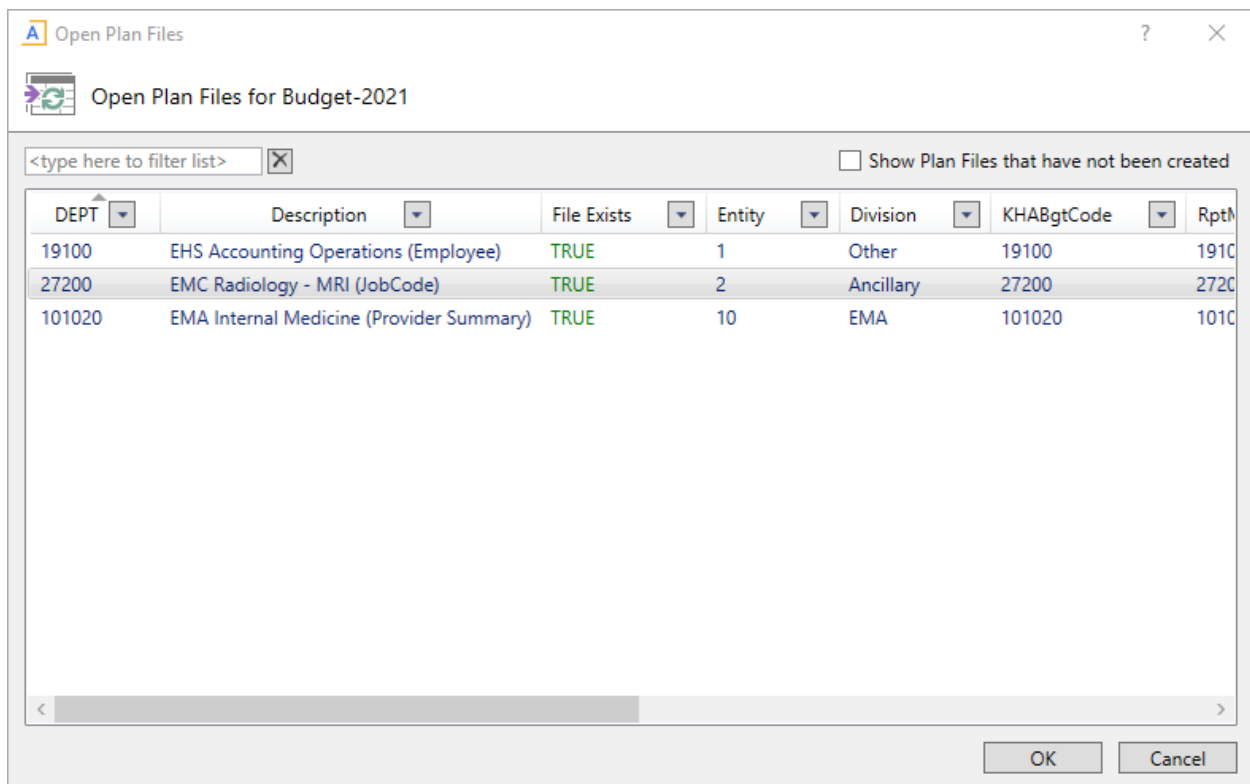 A Open Plan Files ?
Open Plan Files for Budget-2021
<type here to filter list> Show Plan Files that have not been created
DEPT Description File Exists Entity Division KHABgtCode
19100 EHS Accounting Operations (Employee) TRUE 1 Other 19100
27200 EMC Radiology - MRI (JobCode) TRUE 2 Ancillary 27200
101020 EMA Internal Medicine (Provider Summary) TRUE 10 EMA 101020
OK Cancel